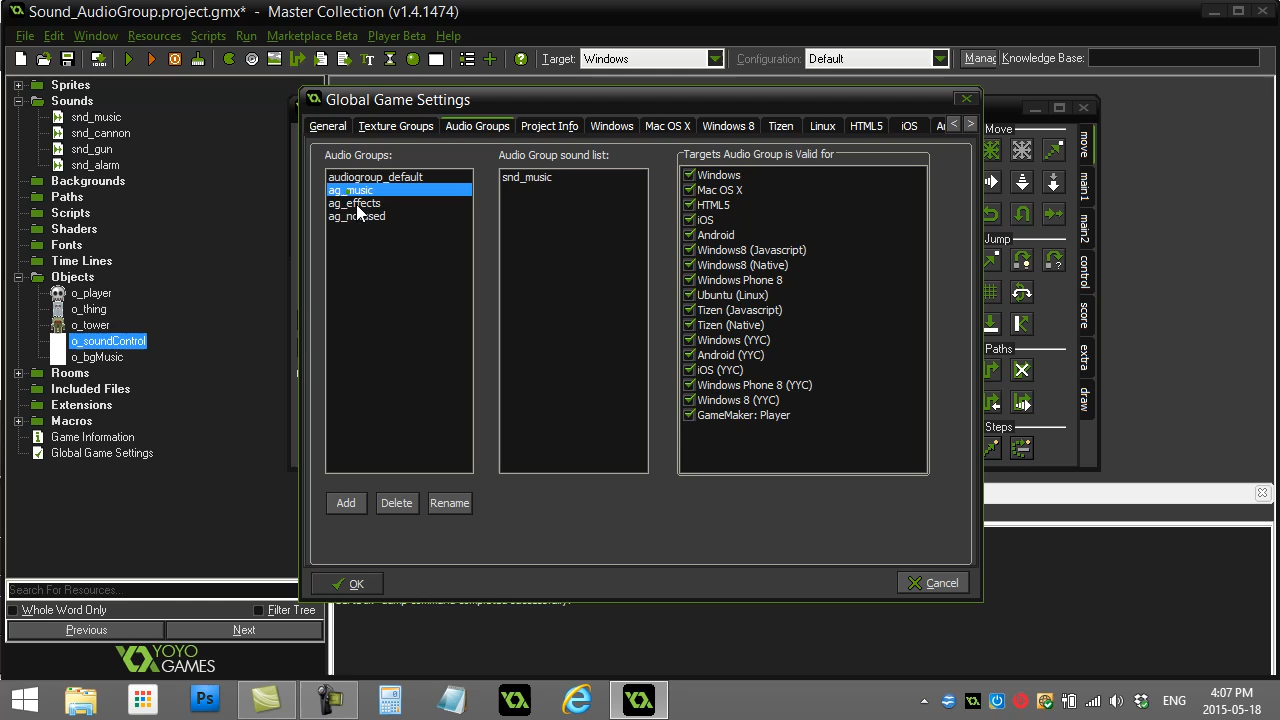 Sound_AudioGroup.project.gmx* - Master Collection (v1.4.1474)
File Edit Window Resources Scripts Run Marketplace Beta Player Beta Help
Target: Windows Configuration: Default Manag Knowledge Base:
Sprites
Sounds
snd_music
snd_cannon
snd_gun
snd_alarm
Backgrounds
Paths
Scripts
Shaders
Fonts
Time Lines
Objects
o_player
o_thing
o_tower
o_soundControl
o_bgMusic
Rooms
Included Files
Extensions
Macros
Game Information
Global Game Settings
Search For Resources...
Whole Word Only Filter Tree
Previous Next
YOYO
GAMES
Global Game Settings
General Texture Groups Audio Groups Project Info Windows Mac OS X Windows 8 Tizen Linux HTML5 iOS
Audio Groups:
audiogroup_default
ag_music
ag_effects
Add Delete Rename
Audio Group sound list:
snd_music
Targets Audio Group is Valid for
Windows
Mac OS X
HTML5
iOS
Android
Windows8 (Javascript)
Windows8 (Native)
Windows Phone 8
Ubuntu (Linux)
Tizen (Javascript)
Tizen (Native)
Windows (YYC)
Android (YYC)
iOS (YYC)
Windows Phone 8 (YYC)
Windows 8 (YYC)
GameMaker: Player
OK Cancel
Move
Jump
Paths
Steps
move
main1
main2
control
score
extra
draw
Ps
ENG
4:07 PM
2015-05-18